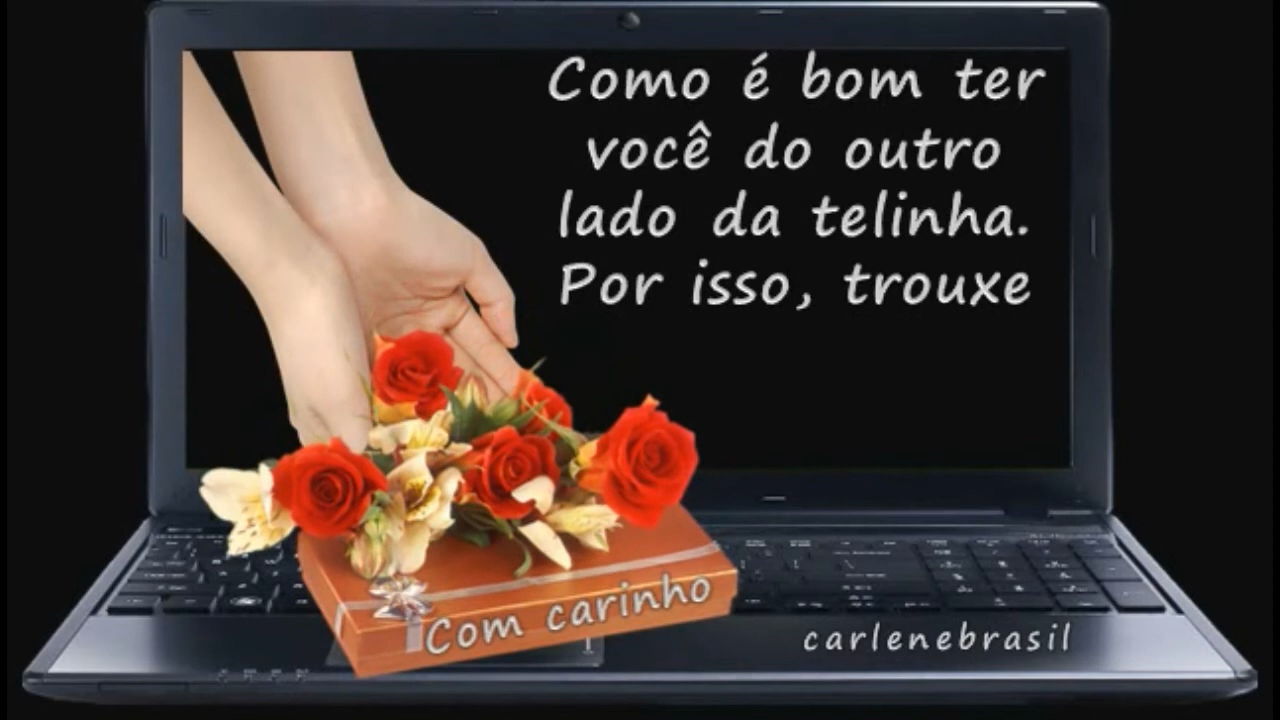 Como é bom ter
você do outro
lado da telinha.
Por isso, trouxe
Com carinho
carlenebrasil